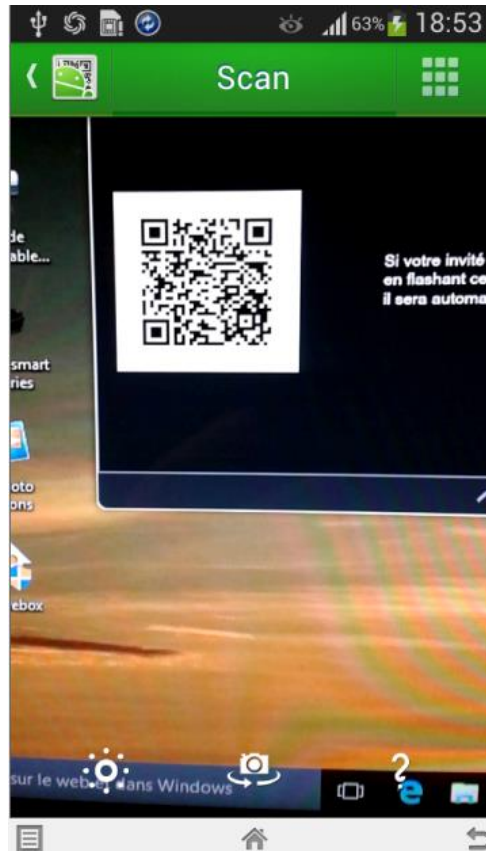 63% 18:53
Scan
de
able...
Si votre invité
en flashant ce
il sera automa
smart
ries
oto
ons
ebox
sur le web et dans Windows
?